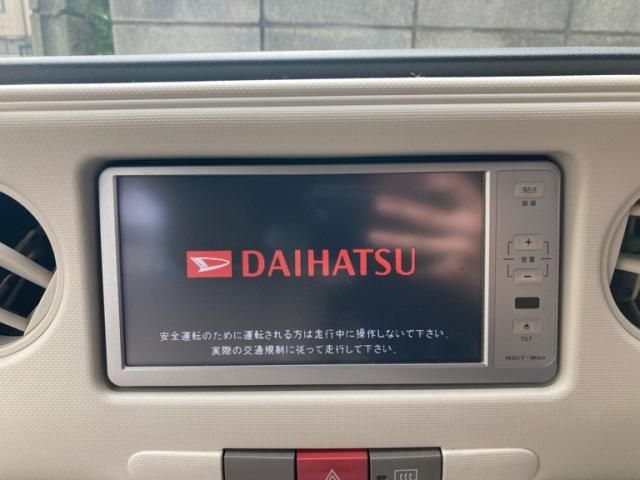 DAIHATSU
安全運転のために運転される方は走行中に操作しないで下さい。
実際の交通規制に従って走行して下さい。
画質
+
音量
−
TILT
NSCT-W60